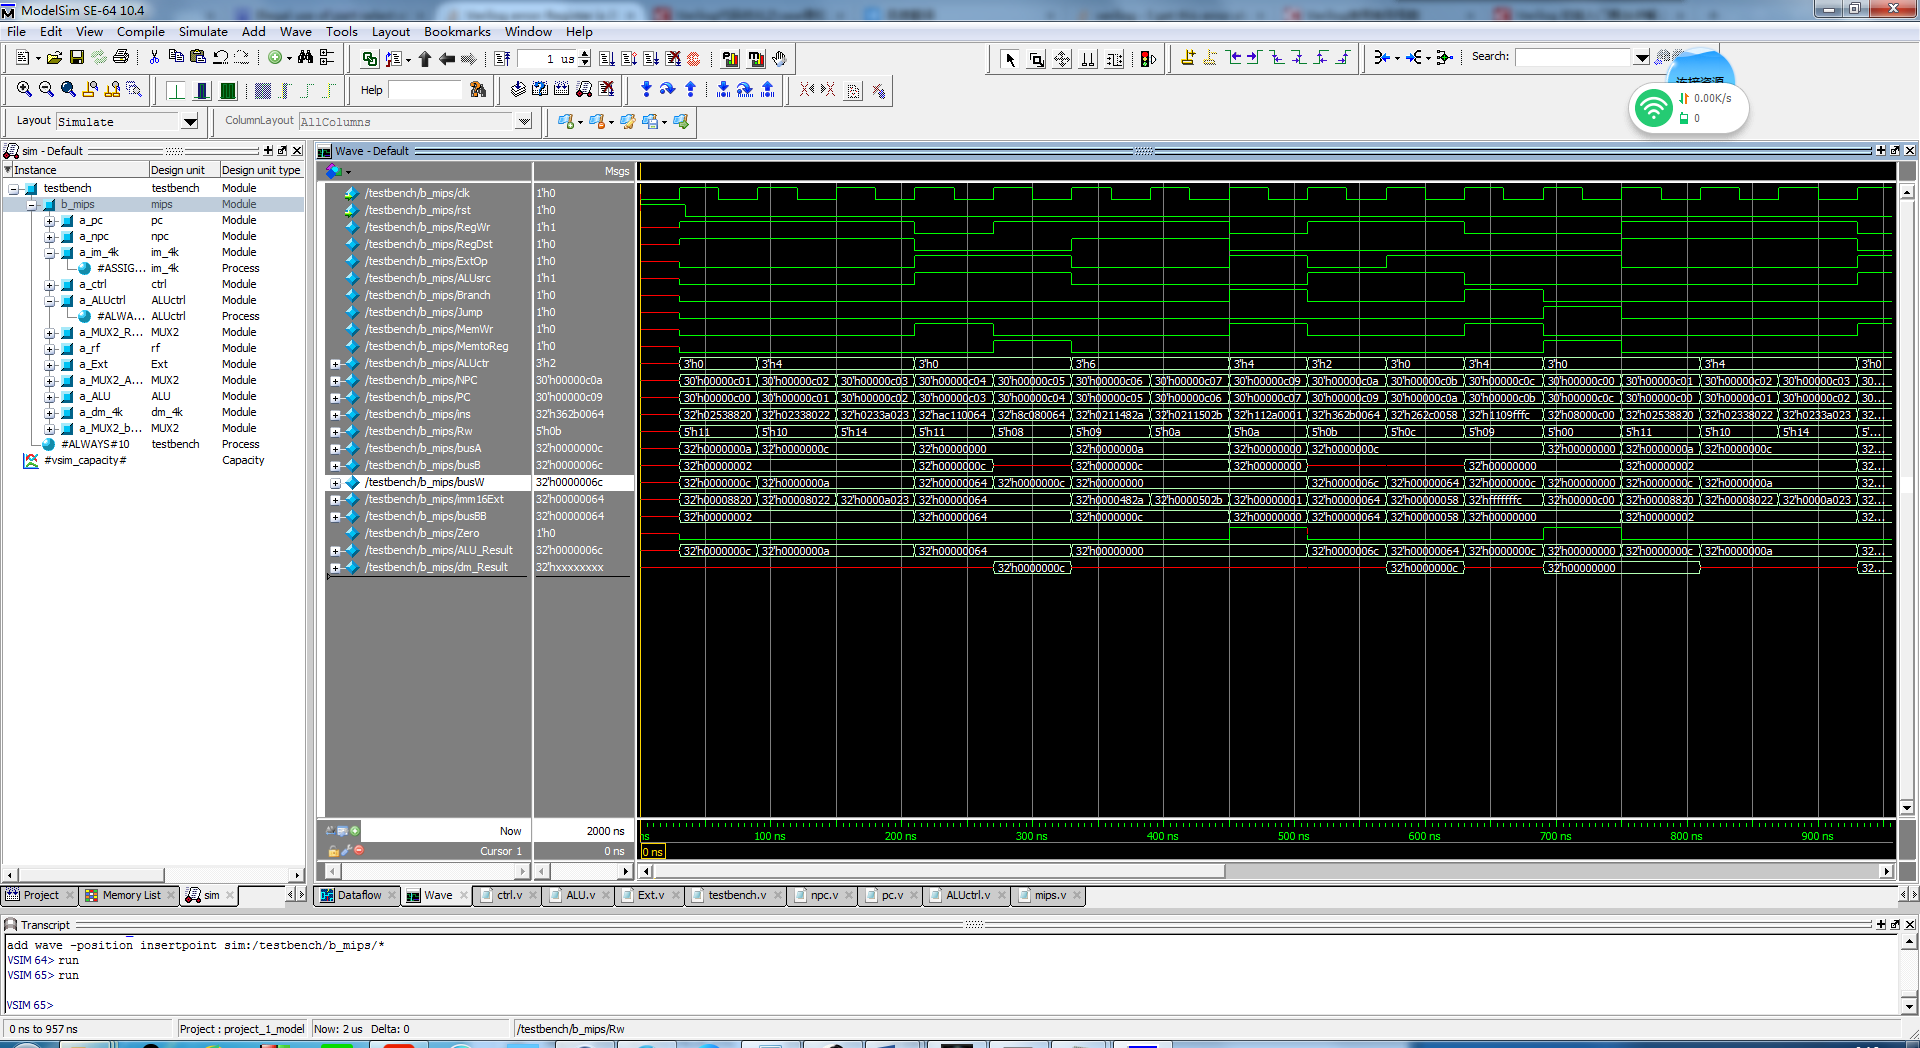 ModelSim SE-64 10.4
File Edit View Compile Simulate Add Wave Tools Layout Bookmarks Window Help
1 us
Search:
连接资源
0.00K/s
0
Help
Layout Simulate
ColumnLayout AllColumns
sim - Default
Instance Design unit Design unit type
testbench testbench Module
b_mips mips Module
a_pc pc Module
a_npc npc Module
a_im_4k im_4k Module
#ASSIG... im_4k Process
a_ctrl ctrl Module
a_ALUctrl ALUctrl Module
#ALWA... ALUctrl Process
a_MUX2_R... MUX2 Module
a_rf rf Module
a_Ext Ext Module
a_MUX2_A... MUX2 Module
a_ALU ALU Module
a_dm_4k dm_4k Module
a_MUX2_b... MUX2 Module
#ALWAYS#10 testbench Process
#vsim_capacity# Capacity
Wave - Default
Msgs
/testbench/b_mips/clk 1'h0
/testbench/b_mips/rst 1'h0
/testbench/b_mips/RegWr 1'h1
/testbench/b_mips/RegDst 1'h0
/testbench/b_mips/ExtOp 1'h0
/testbench/b_mips/ALUsrc 1'h1
/testbench/b_mips/Branch 1'h0
/testbench/b_mips/Jump 1'h0
/testbench/b_mips/MemWr 1'h0
/testbench/b_mips/MemtoReg 1'h0
/testbench/b_mips/ALUctr 3'h2 3'h0 3'h4 3'h0 3'h6 3'h4 3'h2 3'h0 3'h4 3'h0 3'h4 3'h0
/testbench/b_mips/NPC 30'h00000c0a 30'h00000c01 30'h00000c02 30'h00000c03 30'h00000c04 30'h00000c05 30'h00000c06 30'h00000c07 30'h00000c09 30'h00000c0a 30'h00000c0b 30'h00000c0c 30'h00000c00 30'h00000c01 30'h00000c02 30'h00000c03 30...
/testbench/b_mips/PC 30'h00000c09 30'h00000c00 30'h00000c01 30'h00000c02 30'h00000c03 30'h00000c04 30'h00000c05 30'h00000c06 30'h00000c07 30'h00000c09 30'h00000c0a 30'h00000c0b 30'h00000c0c 30'h00000c00 30'h00000c01 30'h00000c02 30...
/testbench/b_mips/ins 32'h362b0064 32'h02538820 32'h02338022 32'h0233a023 32'hac110064 32'h8c080064 32'h0211482a 32'h0211502b 32'h112a0001 32'h362b0064 32'h262c0058 32'h1109fffc 32'h08000c00 32'h02538820 32'h02338022 32'h0233a023 32...
/testbench/b_mips/Rw 5'h0b 5'h11 5'h10 5'h14 5'h11 5'h08 5'h09 5'h0a 5'h0a 5'h0b 5'h0c 5'h09 5'h00 5'h11 5'h10 5'h14 5'...
/testbench/b_mips/busA 32'h0000000c 32'h0000000a 32'h0000000c 32'h00000000 32'h0000000a 32'h00000000 32'h0000000c 32'h00000000 32'h0000000a 32'h0000000c 32...
/testbench/b_mips/busB 32'h0000006c 32'h00000002 32'h0000000c 32'h0000000c 32'h00000000 32'h00000000 32'h00000002 32...
/testbench/b_mips/busW 32'h0000006c 32'h0000000c 32'h0000000a 32'h00000064 32'h0000000c 32'h00000000 32'h0000006c 32'h00000064 32'h0000000c 32'h00000000 32'h0000000c 32'h0000000a 32...
/testbench/b_mips/imm16Ext 32'h00000064 32'h00008820 32'h00008022 32'h0000a023 32'h00000064 32'h0000482a 32'h0000502b 32'h00000001 32'h00000064 32'h00000058 32'hfffffffc 32'h00000c00 32'h00008820 32'h00008022 32'h0000a023 32...
/testbench/b_mips/busBB 32'h00000064 32'h00000002 32'h00000064 32'h0000000c 32'h00000000 32'h00000064 32'h00000058 32'h00000000 32'h00000002 32...
/testbench/b_mips/Zero 1'h0
/testbench/b_mips/ALU_Result 32'h0000006c 32'h0000000c 32'h0000000a 32'h00000064 32'h00000000 32'h0000006c 32'h00000064 32'h0000000c 32'h00000000 32'h0000000c 32'h0000000a 32...
/testbench/b_mips/dm_Result 32'hxxxxxxxx 32'h0000000c 32'h0000000c 32'h00000000 32...
Now 2000 ns
ns 100 ns 200 ns 300 ns 400 ns 500 ns 600 ns 700 ns 800 ns 900 ns
Cursor 1 0 ns 0 ns
Project Memory List sim
Dataflow Wave ctrl.v ALU.v Ext.v testbench.v npc.v pc.v ALUctrl.v mips.v
Transcript
add wave -position insertpoint sim:/testbench/b_mips/*
VSIM 64> run
VSIM 65> run
VSIM 65>
0 ns to 957 ns Project : project_1_model Now: 2 us Delta: 0 /testbench/b_mips/Rw